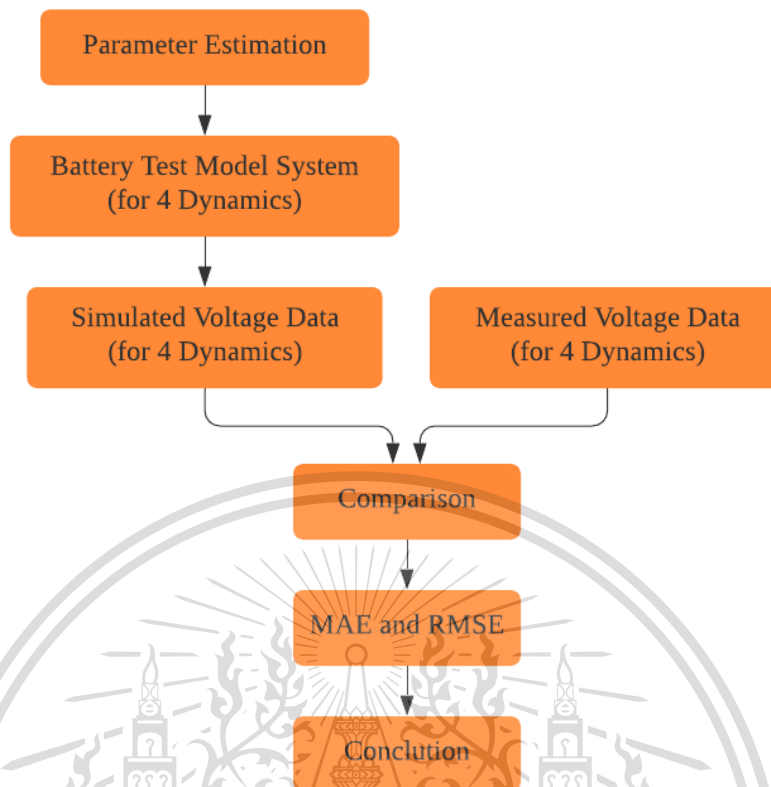 Parameter Estimation
Battery Test Model System
(for 4 Dynamics)
Simulated Voltage Data
(for 4 Dynamics)
Measured Voltage Data
(for 4 Dynamics)
Comparison
MAE and RMSE
Conclution